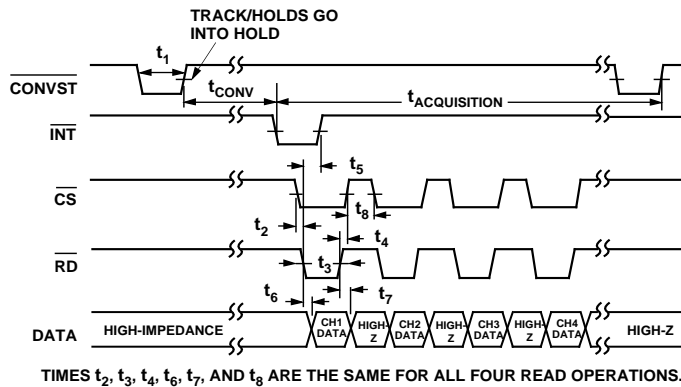 TRACK/HOLDS GO
INTO HOLD
t1
CONVST
tCONV
tACQUISITION
INT
t5
CS
t2
t8
t4
RD
t3
t6
t7
DATA
HIGH-IMPEDANCE
CH1
DATA
HIGH-
Z
CH2
DATA
HIGH-
Z
CH3
DATA
HIGH-
Z
CH4
DATA
HIGH-Z
TIMES t2, t3, t4, t6, t7, AND t8 ARE THE SAME FOR ALL FOUR READ OPERATIONS.